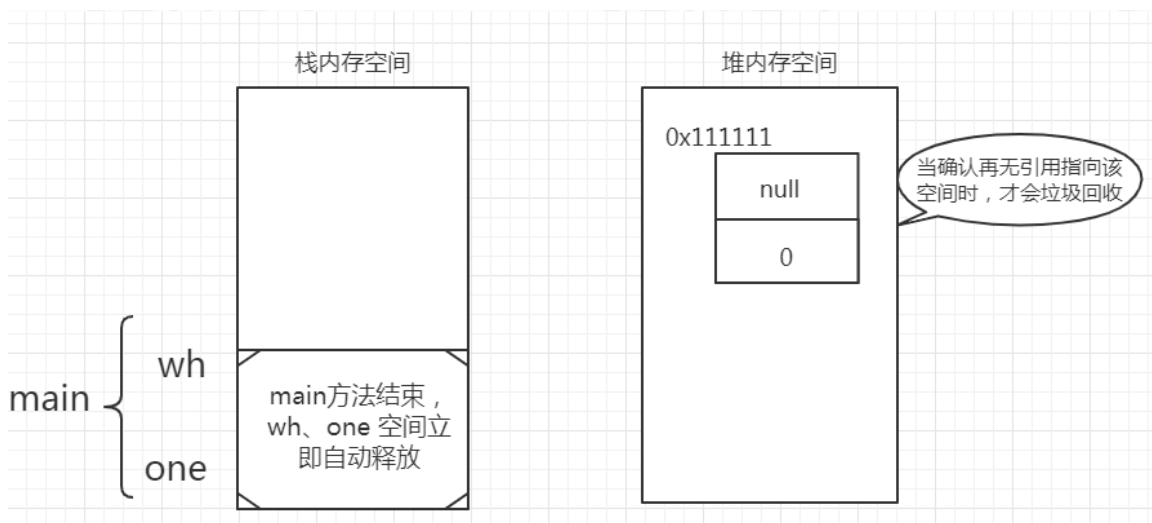 栈内存空间
堆内存空间
0x111111
null
0
当确认再无引用指向该
空间时，才会垃圾回收
main
wh
one
main方法结束，
wh、one 空间立
即自动释放